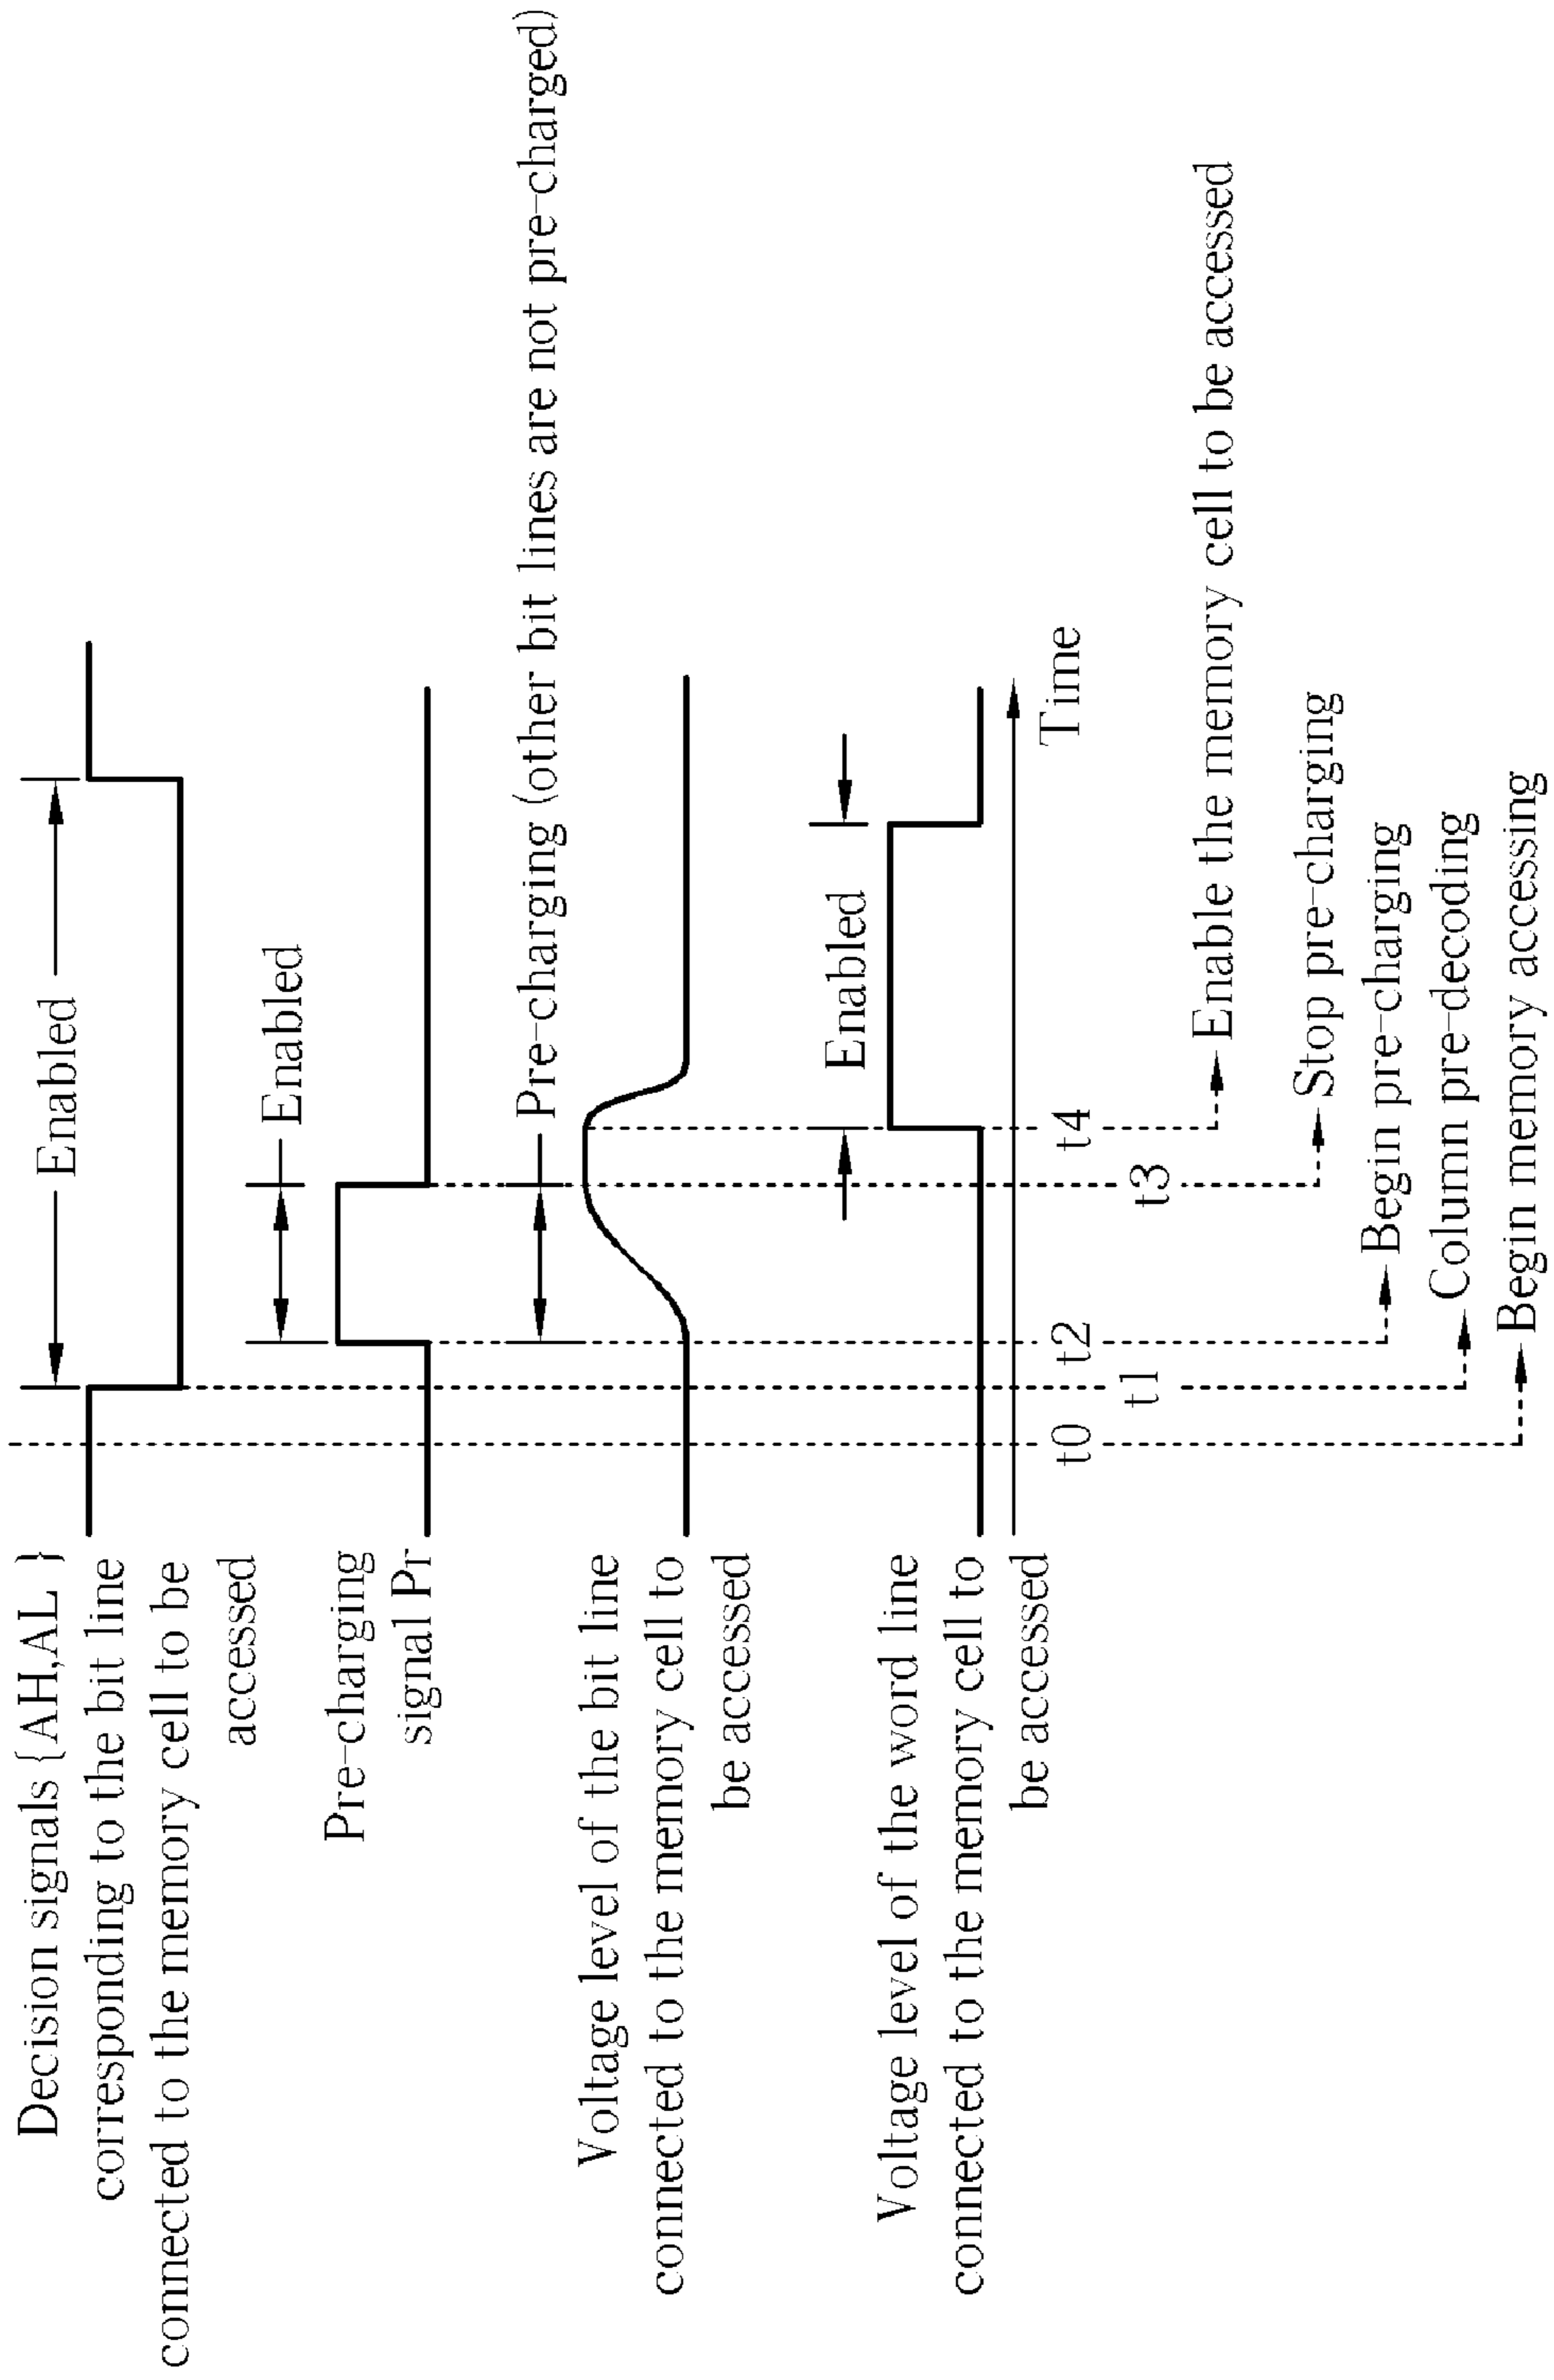 Decision signals {AH,AL }
corresponding to the bit line
connected to the memory cell to be
accessed
Enabled
Pre-charging
signal Pr
Enabled
Pre-charging (other bit lines are not pre-charged)
Voltage level of the bit line
connected to the memory cell to
be accessed
Voltage level of the word line
connected to the memory cell to
be accessed
Enabled
Time
t0
t1
t2
t3
t4
Enable the memory cell to be accessed
Stop pre-charging
Begin pre-charging
Column pre-decoding
Begin memory accessing